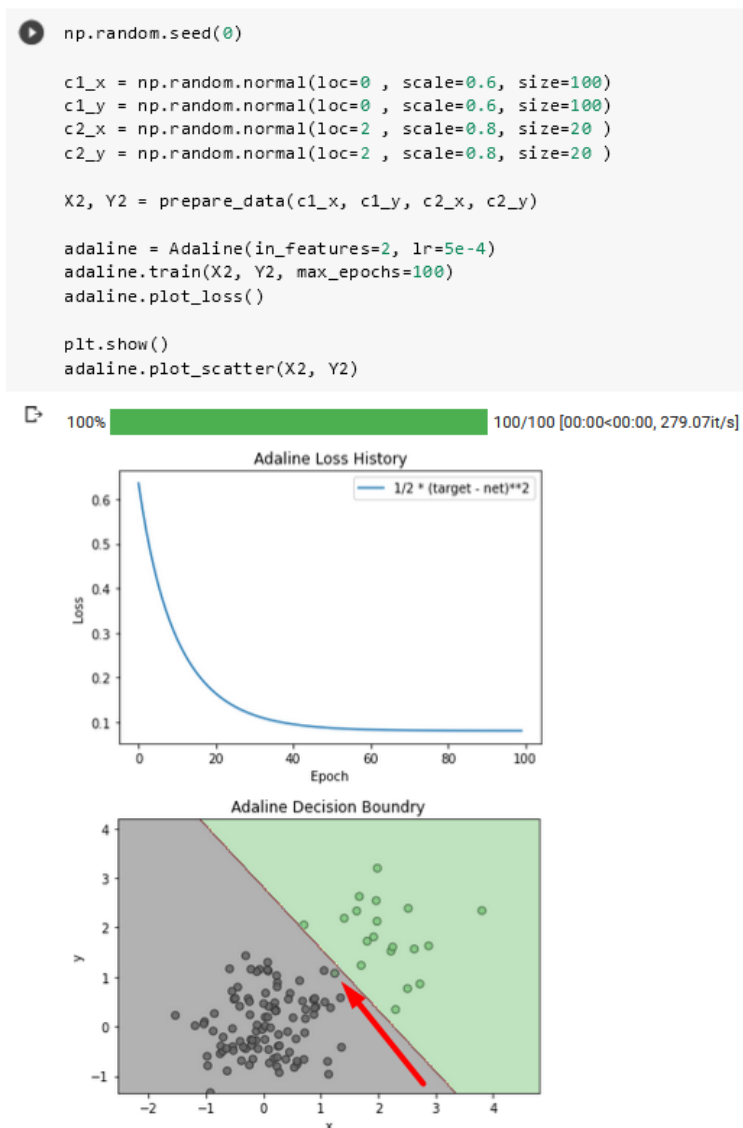 np.random.seed(0)
c1_x = np.random.normal(loc=0 , scale=0.6, size=100)
c1_y = np.random.normal(loc=0 , scale=0.6, size=100)
c2_x = np.random.normal(loc=2 , scale=0.8, size=20 )
c2_y = np.random.normal(loc=2 , scale=0.8, size=20 )
X2, Y2 = prepare_data(c1_x, c1_y, c2_x, c2_y)
adaline = Adaline(in_features=2, lr=5e-4)
adaline.train(X2, Y2, max_epochs=100)
adaline.plot_loss()
plt.show()
adaline.plot_scatter(X2, Y2)
100% 100/100 [00:00<00:00, 279.07it/s]
Adaline Loss History
1/2 * (target - net)**2
0.6
0.5
0.4
0.3
0.2
0.1
Loss
0 20 40 60 80 100
Epoch
Adaline Decision Boundry
4
3
2
1
0
−1
y
−2 −1 0 1 2 3 4
x